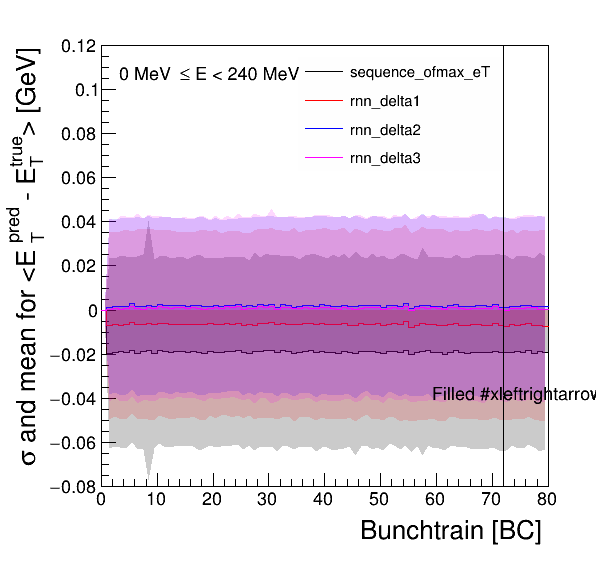 σ and mean for <E_T^pred - E_T^true> [GeV]
0.12
0.1
0.08
0.06
0.04
0.02
0
−0.02
−0.04
−0.06
−0.08
0 MeV ≤ E < 240 MeV
sequence_ofmax_eT
rnn_delta1
rnn_delta2
rnn_delta3
Filled #xleftrightarrow
0 10 20 30 40 50 60 70 80
Bunchtrain [BC]